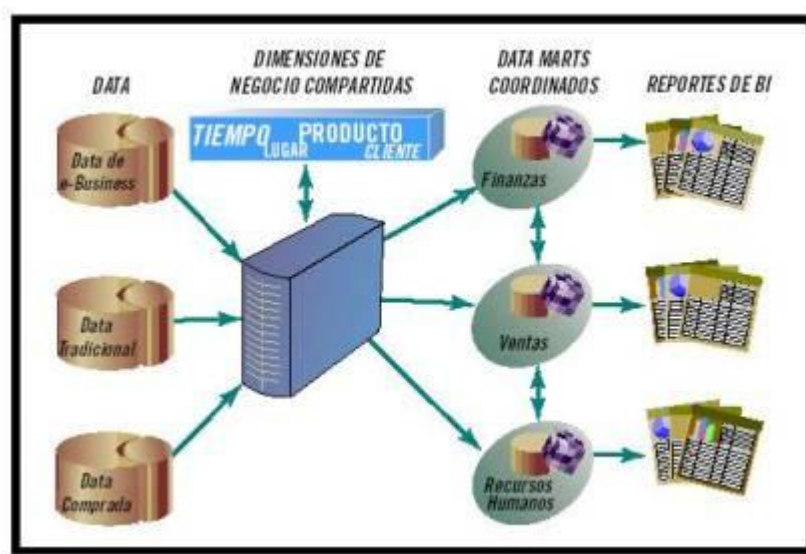 DATA
DIMENSIONES DE
NEGOCIO COMPARTIDAS
DATA MARTS
COORDINADOS
REPORTES DE BI
TIEMPO
LUGAR
PRODUCTO
CLIENTE
Data de
e-Business
Finanzas
Data
Tradicional
Ventas
Data
Comprada
Recursos
Humanos